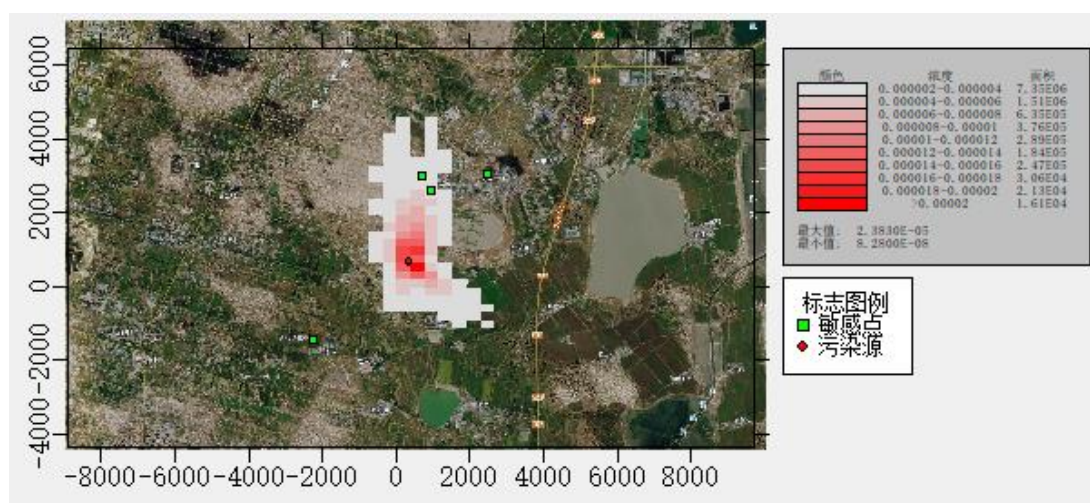 6000
4000
2000
0
-2000
-4000
-8000 -6000 -4000 -2000 0 2000 4000 6000 8000
颜色 浓度 面积
0.000002-0.000004 7.35E06
0.000004-0.000006 1.51E06
0.000006-0.000008 6.35E05
0.000008-0.00001 3.76E05
0.00001-0.000012 2.89E05
0.000012-0.000014 1.84E05
0.000014-0.000016 2.47E05
0.000016-0.000018 3.06E04
0.000018-0.00002 2.13E04
>0.00002 1.61E04
最大值: 2.3830E-05
最小值: 8.2800E-08
标志图例
敏感点
污染源